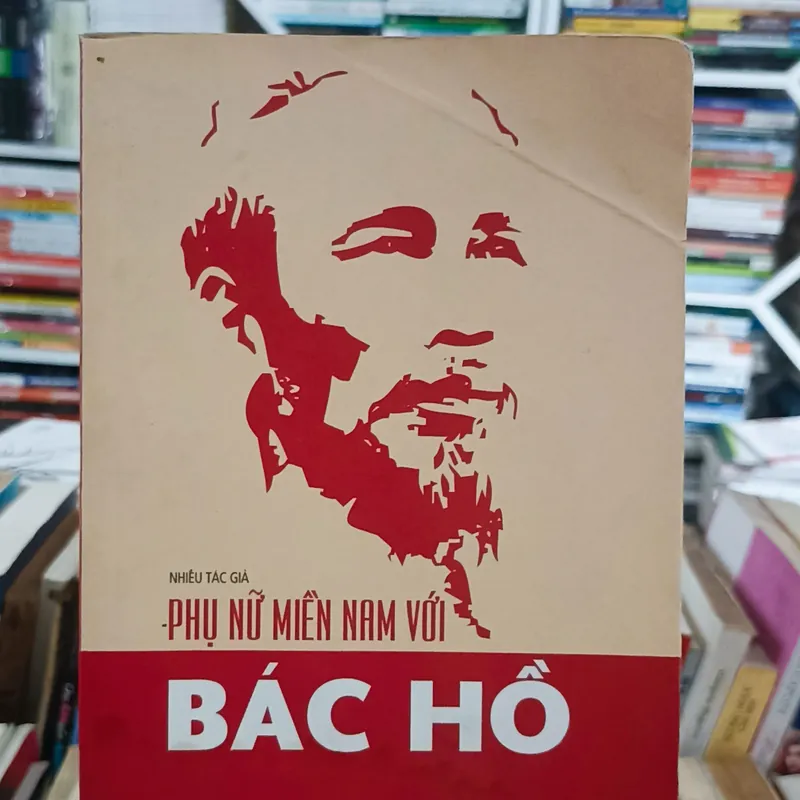 NHIỀU TÁC GIẢ
PHỤ NỮ MIỀN NAM VỚI
BÁC HỒ